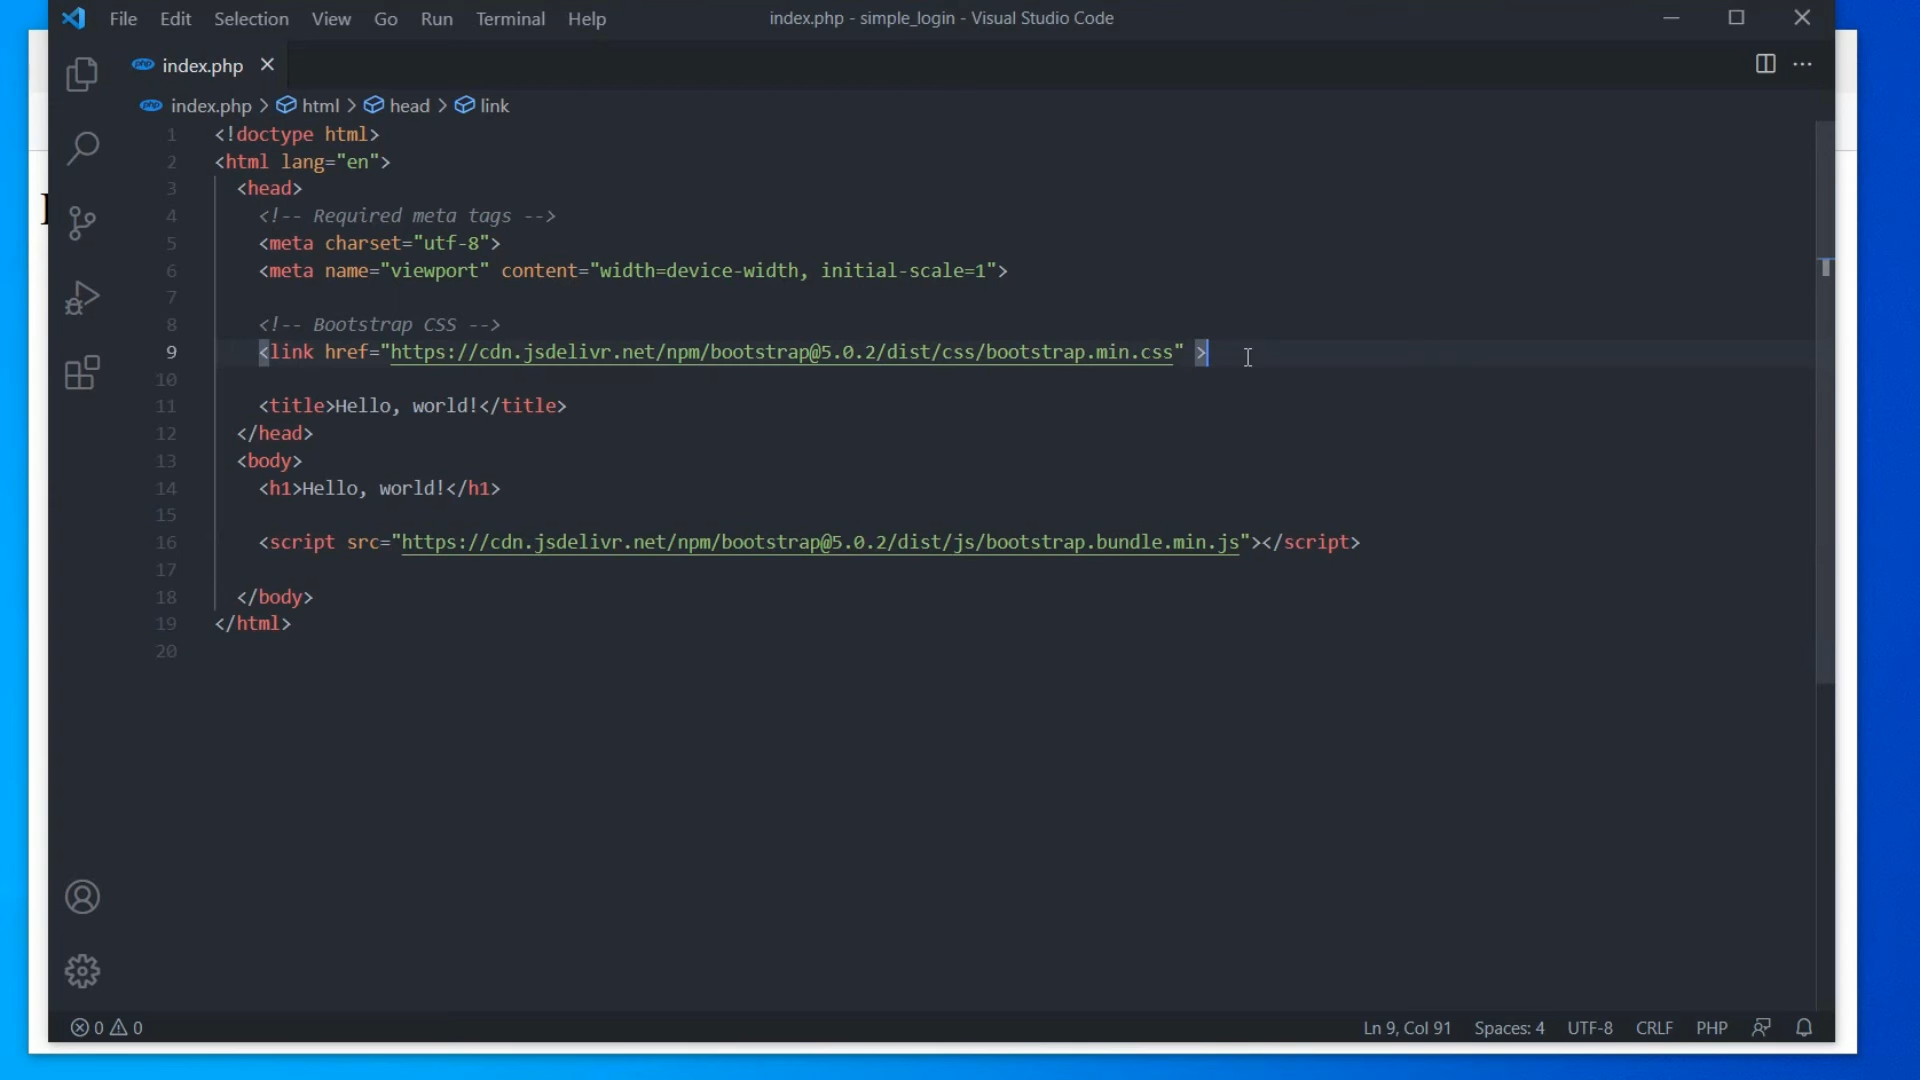 File Edit Selection View Go Run Terminal Help index.php - simple_login - Visual Studio Code
php index.php
php index.php > html > head > link
1 <!doctype html>
2 <html lang="en">
3 <head>
4 <!-- Required meta tags -->
5 <meta charset="utf-8">
6 <meta name="viewport" content="width=device-width, initial-scale=1">
7
8 <!-- Bootstrap CSS -->
9 <link href="https://cdn.jsdelivr.net/npm/bootstrap@5.0.2/dist/css/bootstrap.min.css" >
10
11 <title>Hello, world!</title>
12 </head>
13 <body>
14 <h1>Hello, world!</h1>
15
16 <script src="https://cdn.jsdelivr.net/npm/bootstrap@5.0.2/dist/js/bootstrap.bundle.min.js"></script>
17
18 </body>
19 </html>
20
0 0 Ln 9, Col 91 Spaces: 4 UTF-8 CRLF PHP